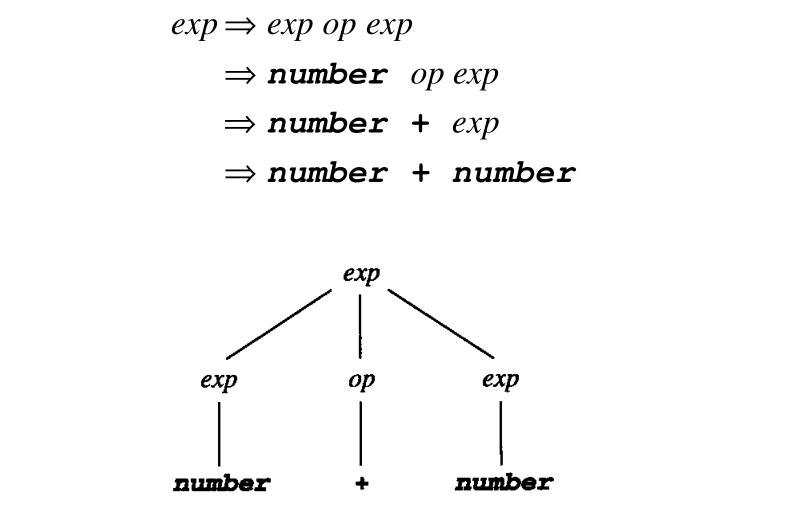 exp ⇒ exp op exp
⇒ number op exp
⇒ number + exp
⇒ number + number
exp
exp op exp
number + number